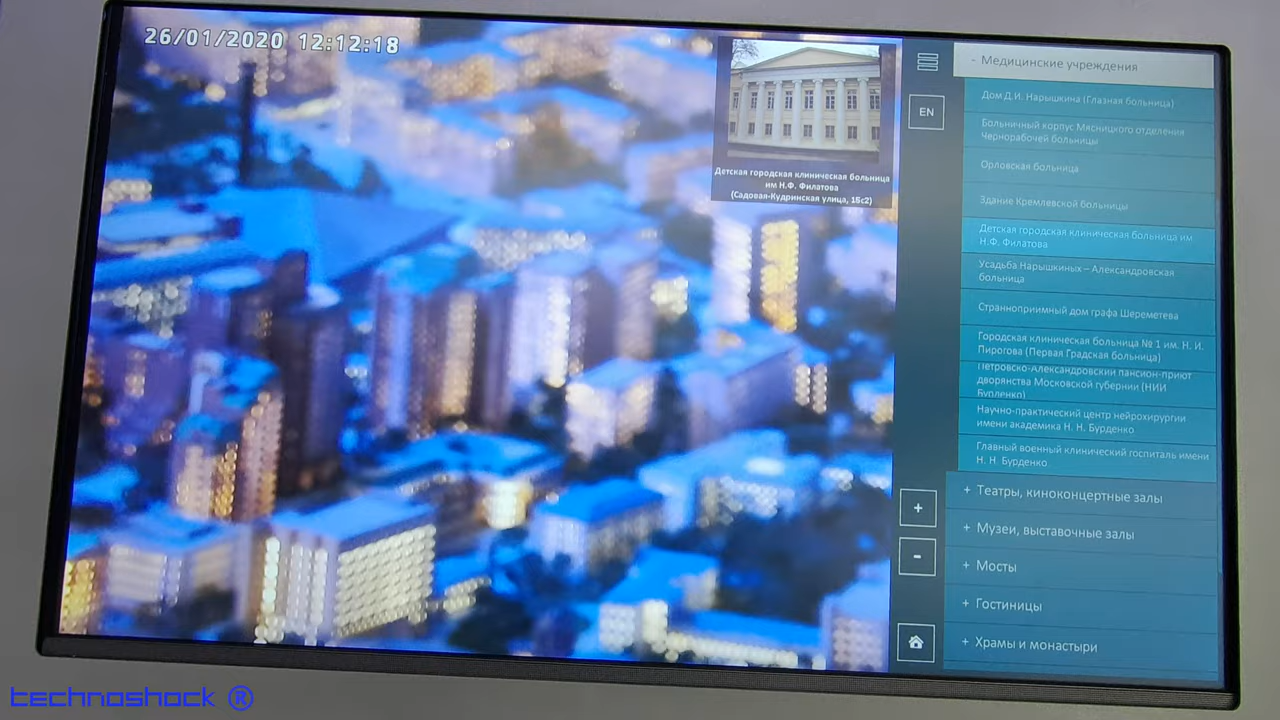 26/01/2020 12:12:18
Детская городская клиническая больница
им Н.Ф. Филатова
(Садовая-Кудринская улица, 15с2)
EN
- Медицинские учреждения
Дом Д.И. Нарышкина (Глазная больница)
Больничный корпус Мясницкого отделения
Чернорабочей больницы
Орловская больница
Здание Кремлевской больницы
Детская городская клиническая больница им
Н.Ф. Филатова
Усадьба Нарышкиных – Александровская
больница
Странноприимный дом графа Шереметева
Городская клиническая больница № 1 им. Н. И.
Пирогова (Первая Градская больница)
Петровско-Александровский пансион-приют
дворянства Московской губернии (НИИ
Бурденко)
Научно-практический центр нейрохирургии
имени академика Н. Н. Бурденко
Главный военный клинический госпиталь имени
Н. Н. Бурденко
+ Театры, киноконцертные залы
+ Музеи, выставочные залы
+ Мосты
+ Гостиницы
+ Храмы и монастыри
+
-
technoshock ®